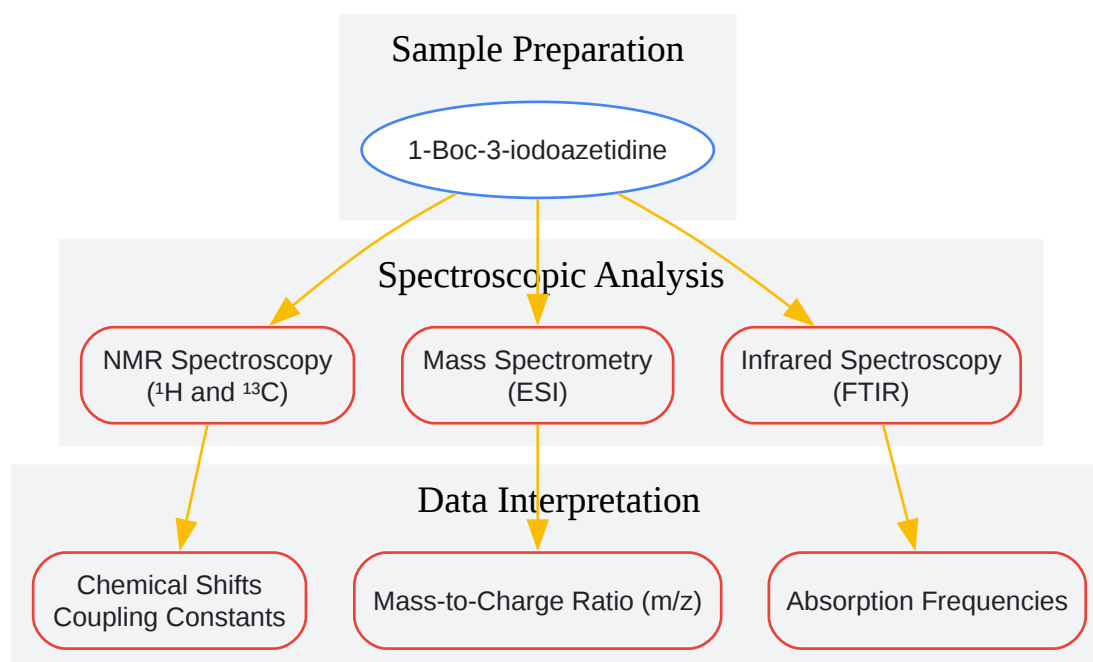 Sample Preparation
1-Boc-3-iodoazetidine
Spectroscopic Analysis
NMR Spectroscopy
(¹H and ¹³C)
Mass Spectrometry
(ESI)
Infrared Spectroscopy
(FTIR)
Data Interpretation
Chemical Shifts
Coupling Constants
Mass-to-Charge Ratio (m/z)
Absorption Frequencies